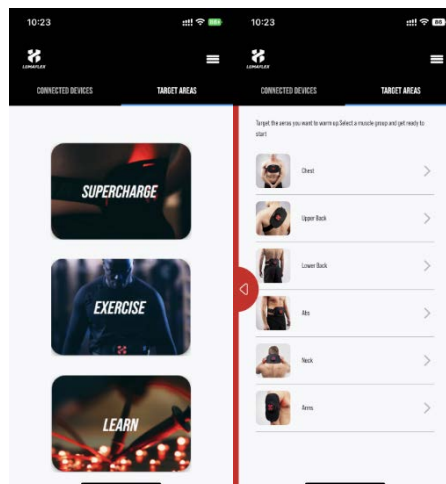 10:23
LUMAFLEX
CONNECTED DEVICES
TARGET AREAS
SUPERCHARGE
EXERCISE
LEARN
10:23
LUMAFLEX
CONNECTED DEVICES
TARGET AREAS
Target the aeras you want to warm up.Select a muscle group and get ready to
start
Chest
Upper Back
Lower Back
Abs
Neck
Arms